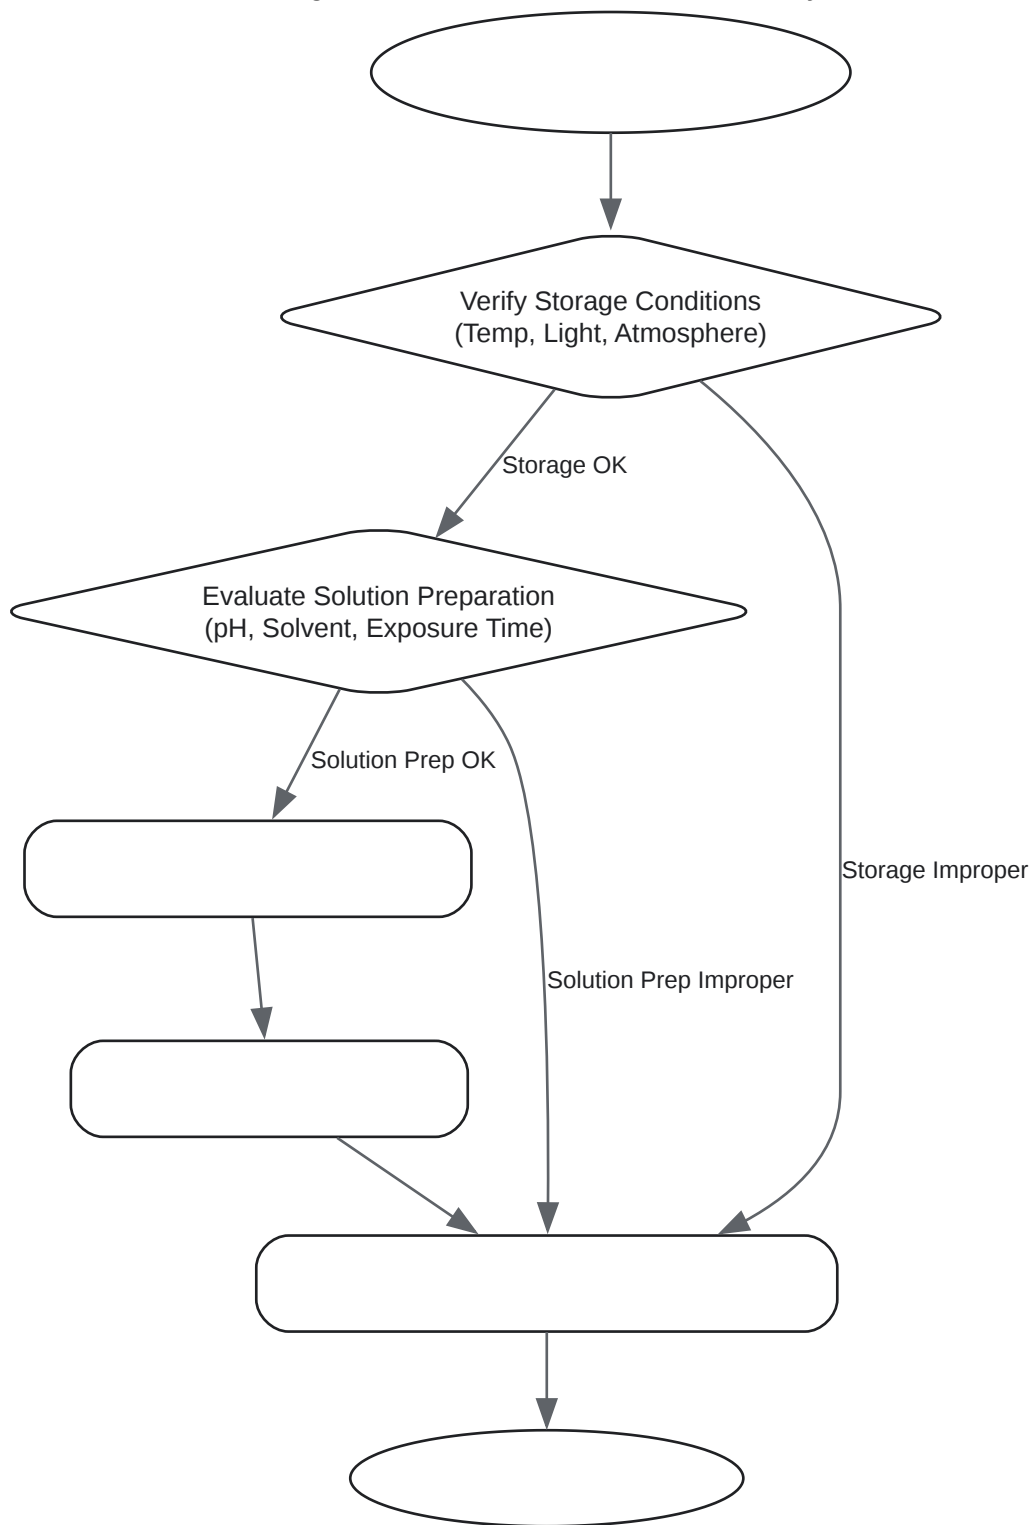 Verify Storage Conditions
(Temp, Light, Atmosphere)
Storage OK
Evaluate Solution Preparation
(pH, Solvent, Exposure Time)
Solution Prep OK
Storage Improper
Solution Prep Improper